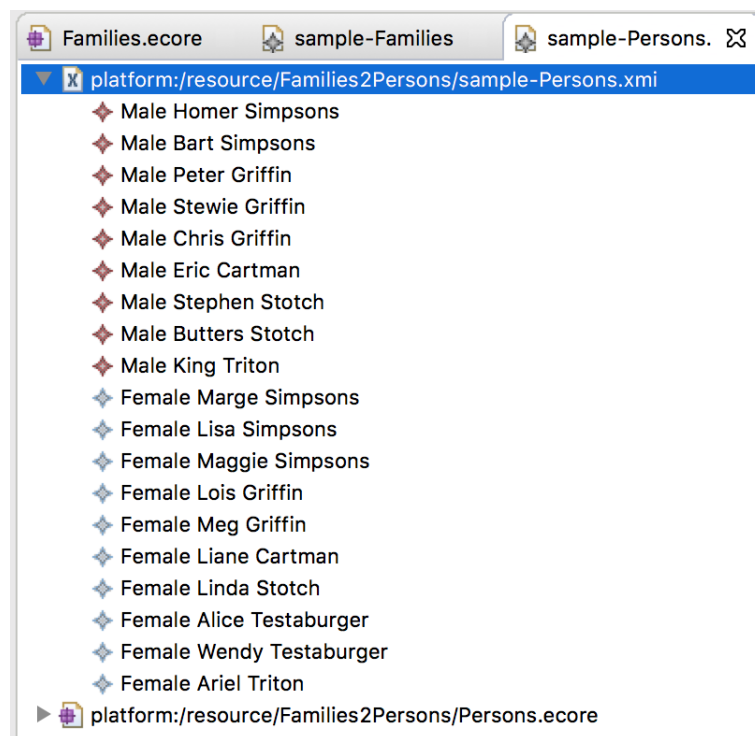 Families.ecore sample-Families sample-Persons.
platform:/resource/Families2Persons/sample-Persons.xmi
Male Homer Simpsons
Male Bart Simpsons
Male Peter Griffin
Male Stewie Griffin
Male Chris Griffin
Male Eric Cartman
Male Stephen Stotch
Male Butters Stotch
Male King Triton
Female Marge Simpsons
Female Lisa Simpsons
Female Maggie Simpsons
Female Lois Griffin
Female Meg Griffin
Female Liane Cartman
Female Linda Stotch
Female Alice Testaburger
Female Wendy Testaburger
Female Ariel Triton
platform:/resource/Families2Persons/Persons.ecore